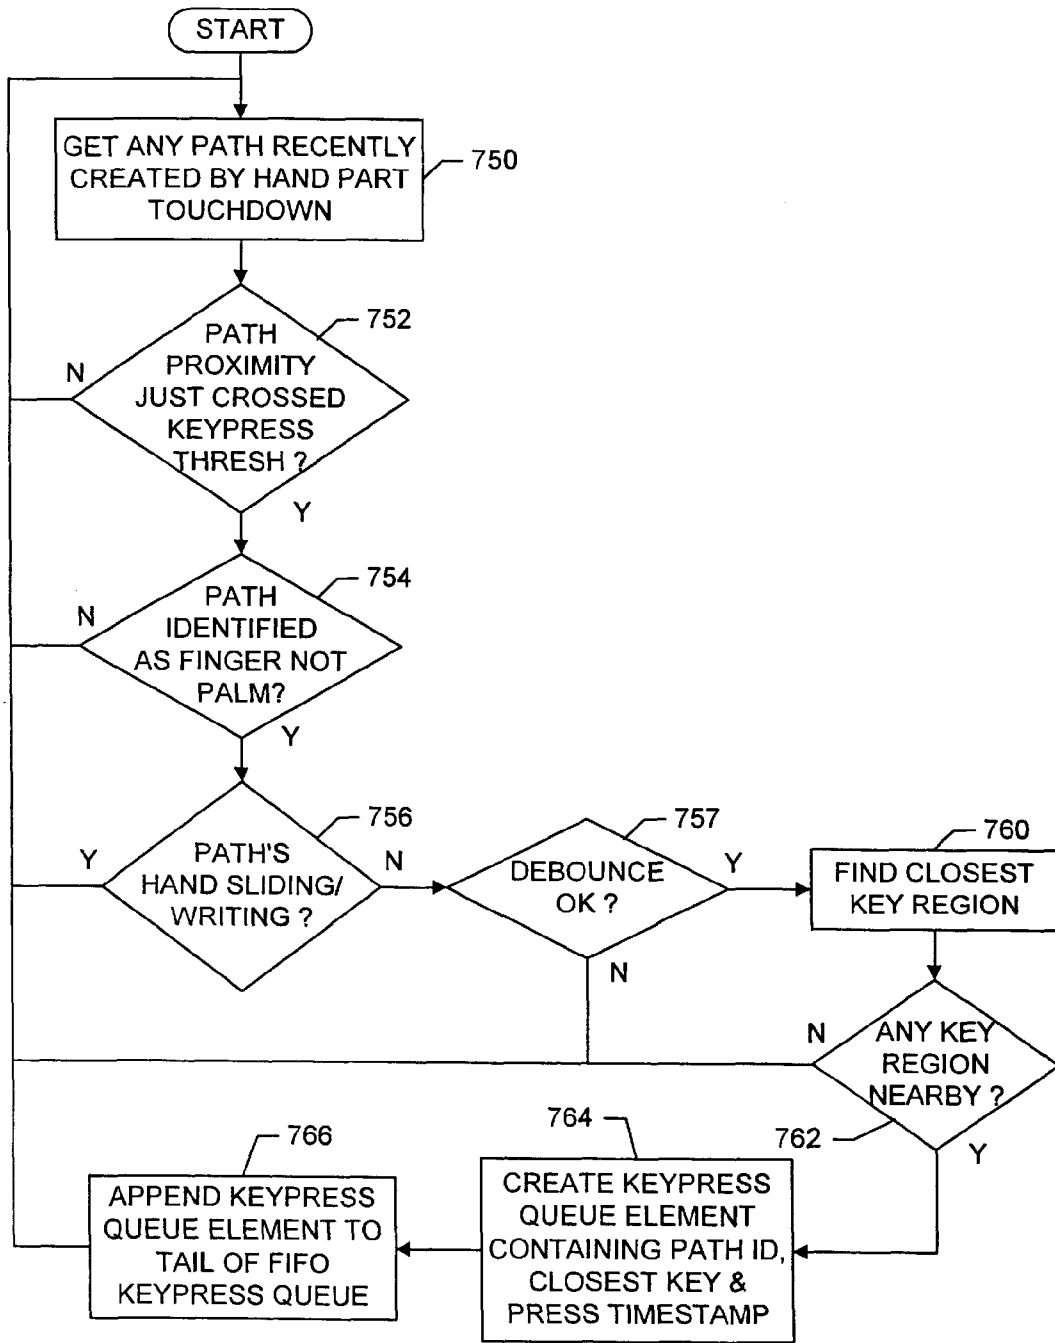 START
GET ANY PATH RECENTLY
CREATED BY HAND PART
TOUCHDOWN
750
PATH
PROXIMITY
JUST CROSSED
KEYPRESS
THRESH ?
752
N
Y
PATH
IDENTIFIED
AS FINGER NOT
PALM?
754
N
Y
PATH'S
HAND SLIDING/
WRITING ?
756
Y
N
DEBOUNCE
OK ?
757
Y
N
FIND CLOSEST
KEY REGION
760
ANY KEY
REGION
NEARBY ?
762
N
Y
CREATE KEYPRESS
QUEUE ELEMENT
CONTAINING PATH ID,
CLOSEST KEY &
PRESS TIMESTAMP
764
APPEND KEYPRESS
QUEUE ELEMENT TO
TAIL OF FIFO
KEYPRESS QUEUE
766